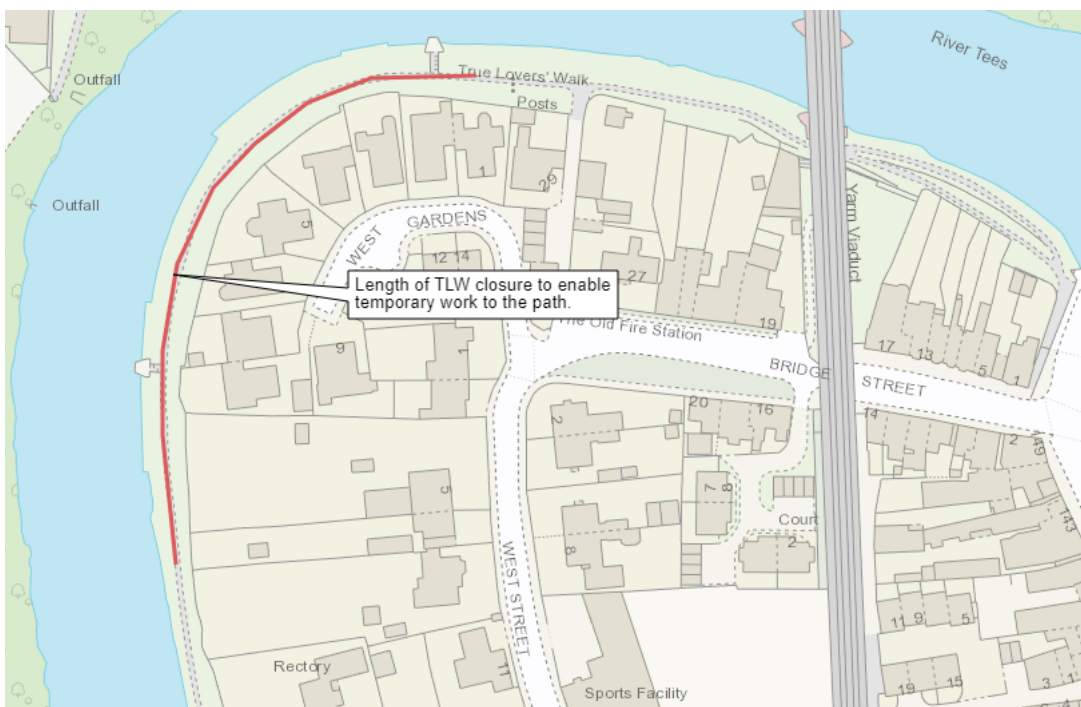 River Tees
Outfall
True Lovers' Walk
Posts
1
29
Outfall
5
WEST GARDENS
12 14
Yarm Viaduct
27
Length of TLW closure to enable
temporary work to the path.
19
The Old Fire Station
9
1
17
13
5
1
BRIDGE STREET
2
20
16
14
2
49
5
7
8
143
Court
2
8
WEST STREET
11
9
5
1
Rectory
11
Sports Facility
19
15
3
4